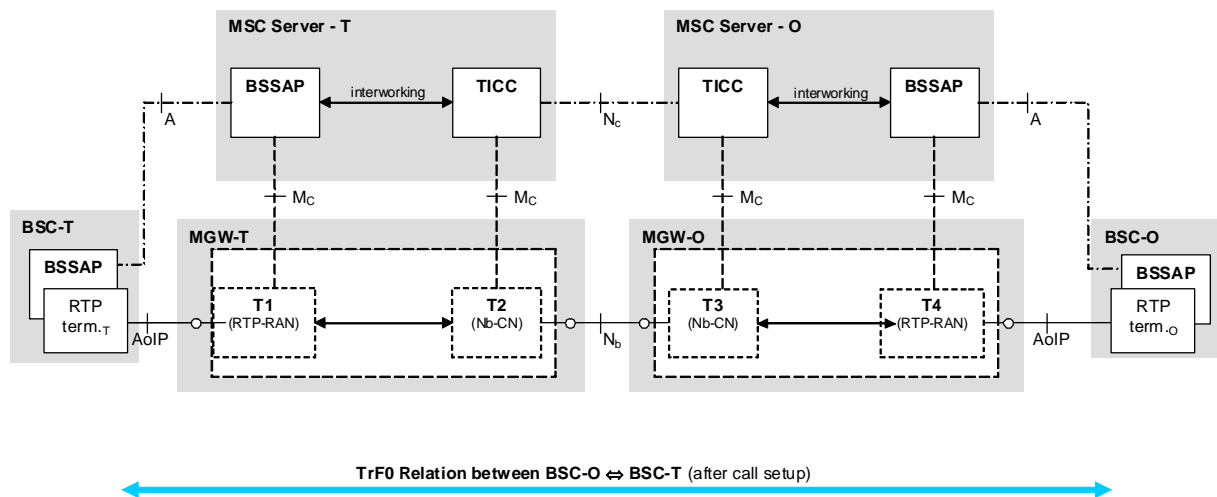 MSC Server - T
MSC Server - O
BSSAP
interworking
TICC
TICC
interworking
BSSAP
A
Nc
A
MC
MC
MC
MC
BSC-T
MGW-T
MGW-O
BSC-O
BSSAP
BSSAP
RTP
term.T
T1
(RTP-RAN)
T2
(Nb-CN)
T3
(Nb-CN)
T4
(RTP-RAN)
RTP
term.O
AoIP
Nb
AoIP
TrF0 Relation between BSC-O ⇔ BSC-T (after call setup)